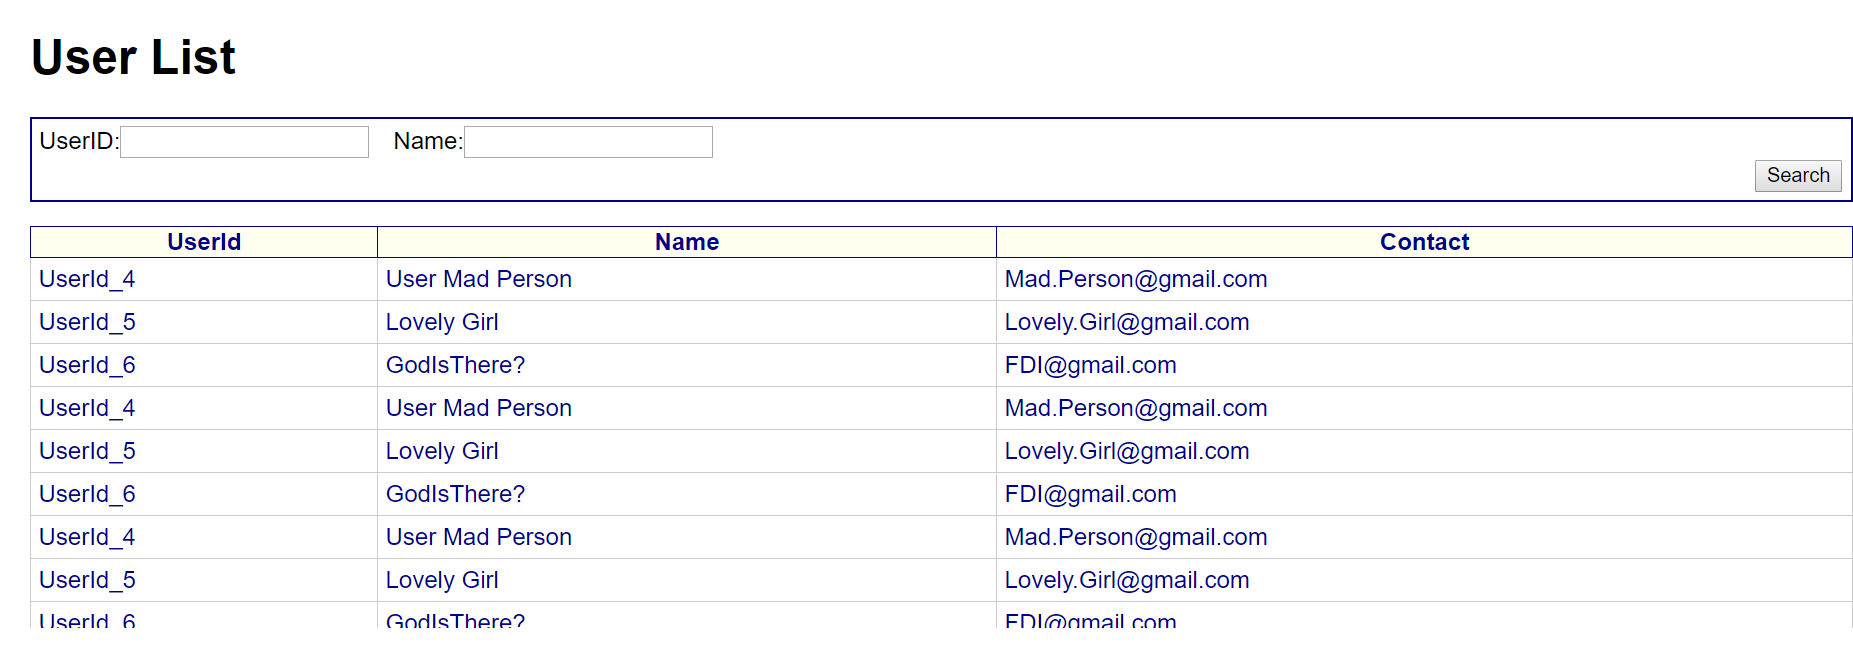 User List
UserID: Name:
Search
UserId Name Contact
UserId_4 User Mad Person Mad.Person@gmail.com
UserId_5 Lovely Girl Lovely.Girl@gmail.com
UserId_6 GodIsThere? FDI@gmail.com
UserId_4 User Mad Person Mad.Person@gmail.com
UserId_5 Lovely Girl Lovely.Girl@gmail.com
UserId_6 GodIsThere? FDI@gmail.com
UserId_4 User Mad Person Mad.Person@gmail.com
UserId_5 Lovely Girl Lovely.Girl@gmail.com
UserId_6 GodIsThere? FDI@gmail.com